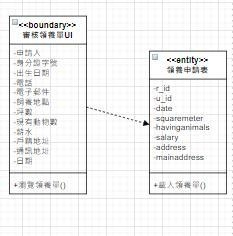 <<boundary>>
審核領養單UI
-申請人
-身分證字號
-出生日期
-電話
-電子郵件
-飼養地點
-坪數
-現有動物數
-薪水
-戶籍地址
-通訊地址
-日期
+瀏覽領養單()
<<entity>>
領養申請表
-r_id
-u_id
-date
-squaremeter
-havinganimals
-salary
-address
-mainaddress
+載入領養單()